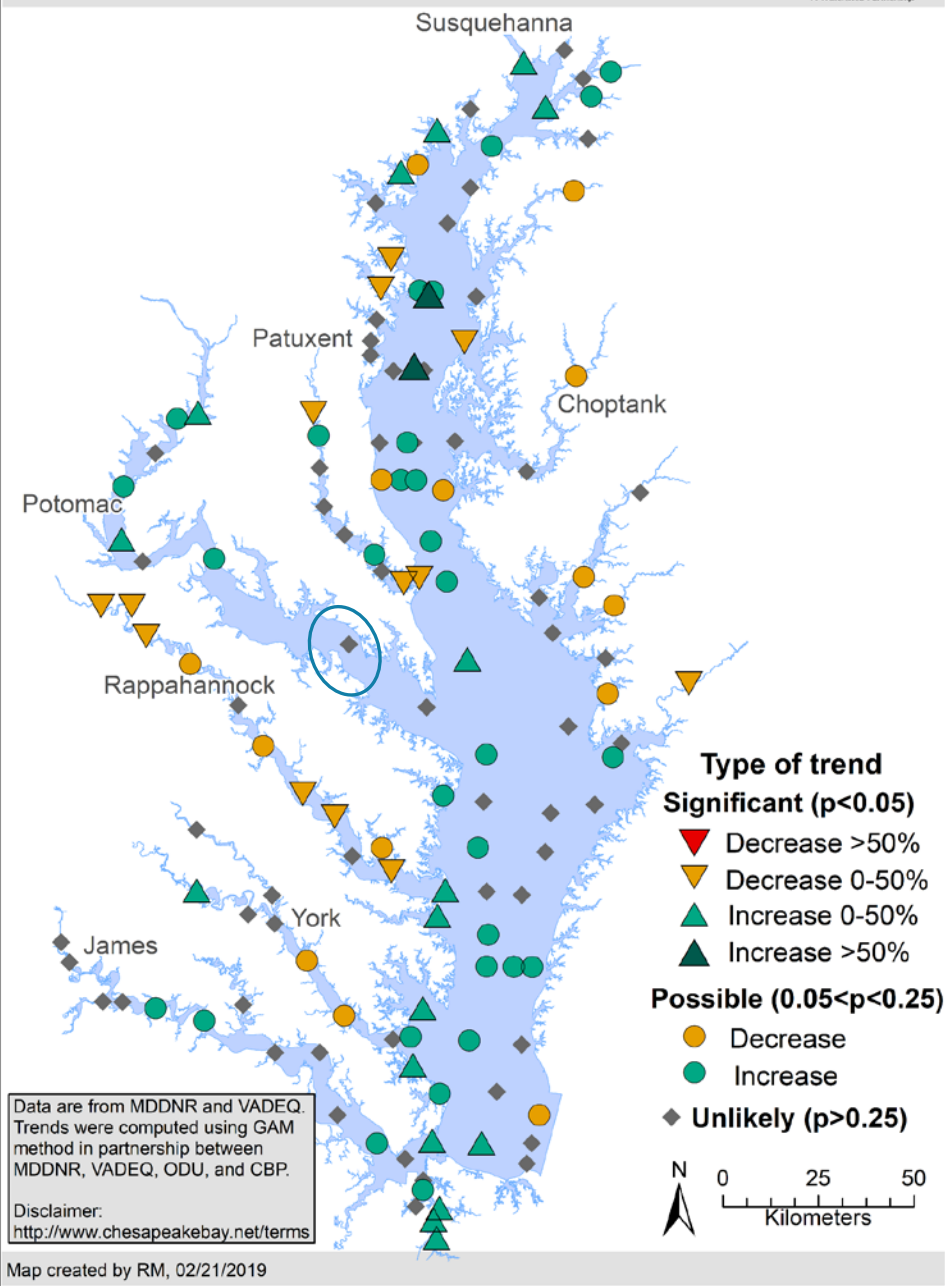 Susquehanna
Patuxent
Choptank
Potomac
Rappahannock
York
James
Type of trend
Significant (p<0.05)
Decrease >50%
Decrease 0-50%
Increase 0-50%
Increase >50%
Possible (0.05<p<0.25)
Decrease
Increase
Unlikely (p>0.25)
Data are from MDDNR and VADEQ.
Trends were computed using GAM
method in partnership between
MDDNR, VADEQ, ODU, and CBP.
Disclaimer:
http://www.chesapeakebay.net/terms
N
0 25 50
Kilometers
Map created by RM, 02/21/2019